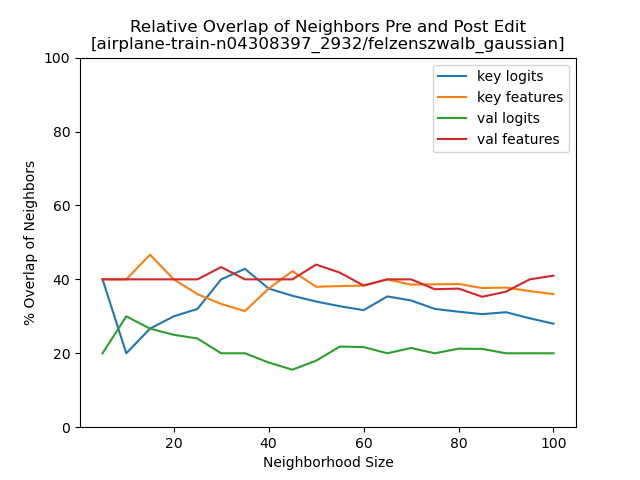 Relative Overlap of Neighbors Pre and Post Edit
[airplane-train-n04308397_2932/felzenszwalb_gaussian]
key logits
key features
val logits
val features
% Overlap of Neighbors
100
80
60
40
20
0
20 40 60 80 100
Neighborhood Size